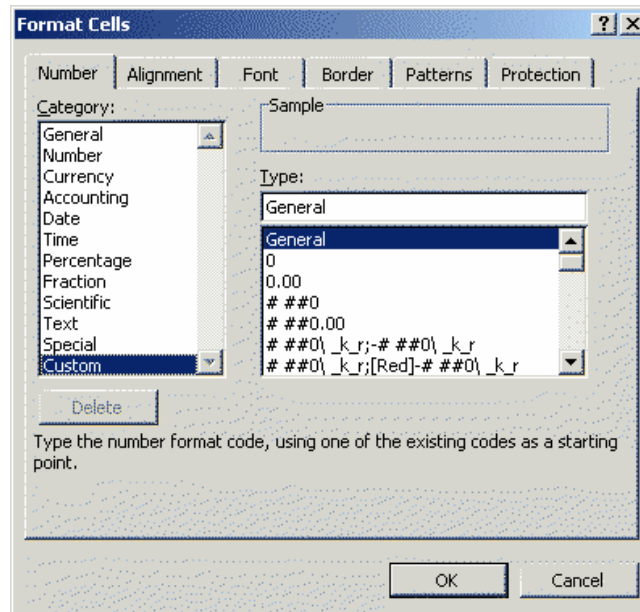 Format Cells
Number Alignment Font Border Patterns Protection
Category:
General
Number
Currency
Accounting
Date
Time
Percentage
Fraction
Scientific
Text
Special
Custom
Sample
Type:
General
General
0
0.00
# ##0
# ##0.00
# ##0\ _k_r;-# ##0\ _k_r
# ##0\ _k_r;[Red]-# ##0\ _k_r
Delete
Type the number format code, using one of the existing codes as a starting
point.
OK Cancel